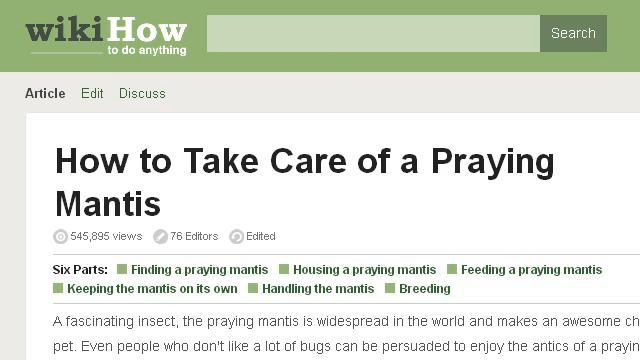 wikiHow
to do anything
Search
Article Edit Discuss
How to Take Care of a Praying
Mantis
545,895 views 76 Editors Edited
Six Parts: Finding a praying mantis Housing a praying mantis Feeding a praying mantis
Keeping the mantis on its own Handling the mantis Breeding
A fascinating insect, the praying mantis is widespread in the world and makes an awesome ch
pet. Even people who don't like a lot of bugs can be persuaded to enjoy the antics of a prayin